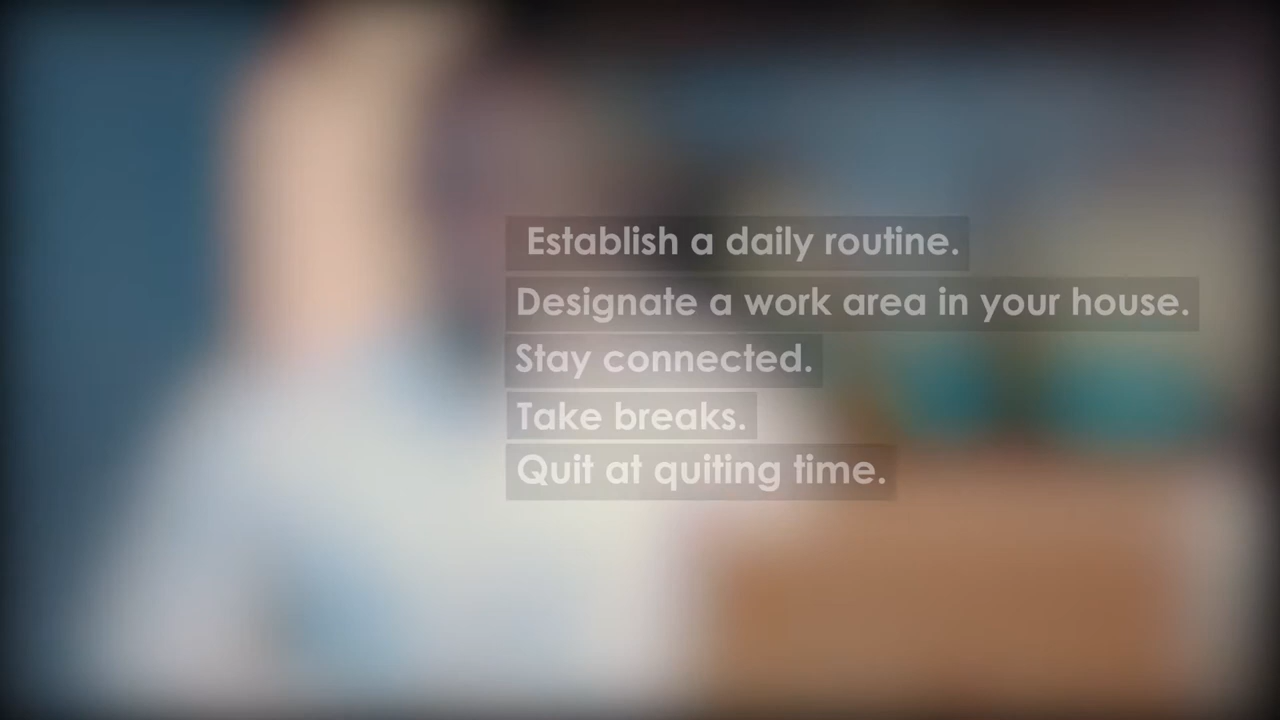 Establish a daily routine.
Designate a work area in your house.
Stay connected.
Take breaks.
Quit at quiting time.